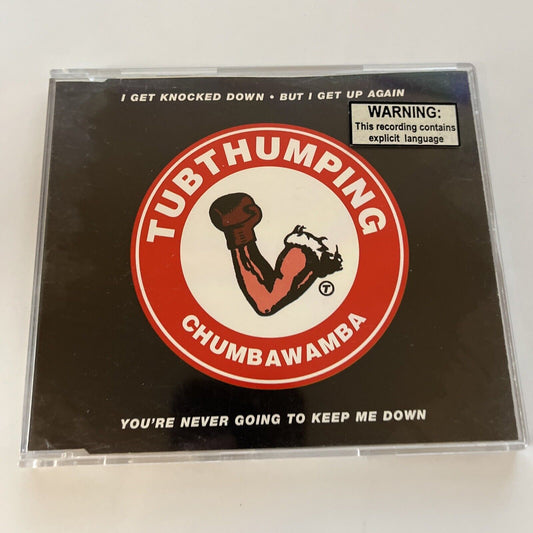 I GET KNOCKED DOWN • BUT I GET UP AGAIN
WARNING:
This recording contains
explicit language
TUBTHUMPING
T
CHUMBAWAMBA
YOU'RE NEVER GOING TO KEEP ME DOWN